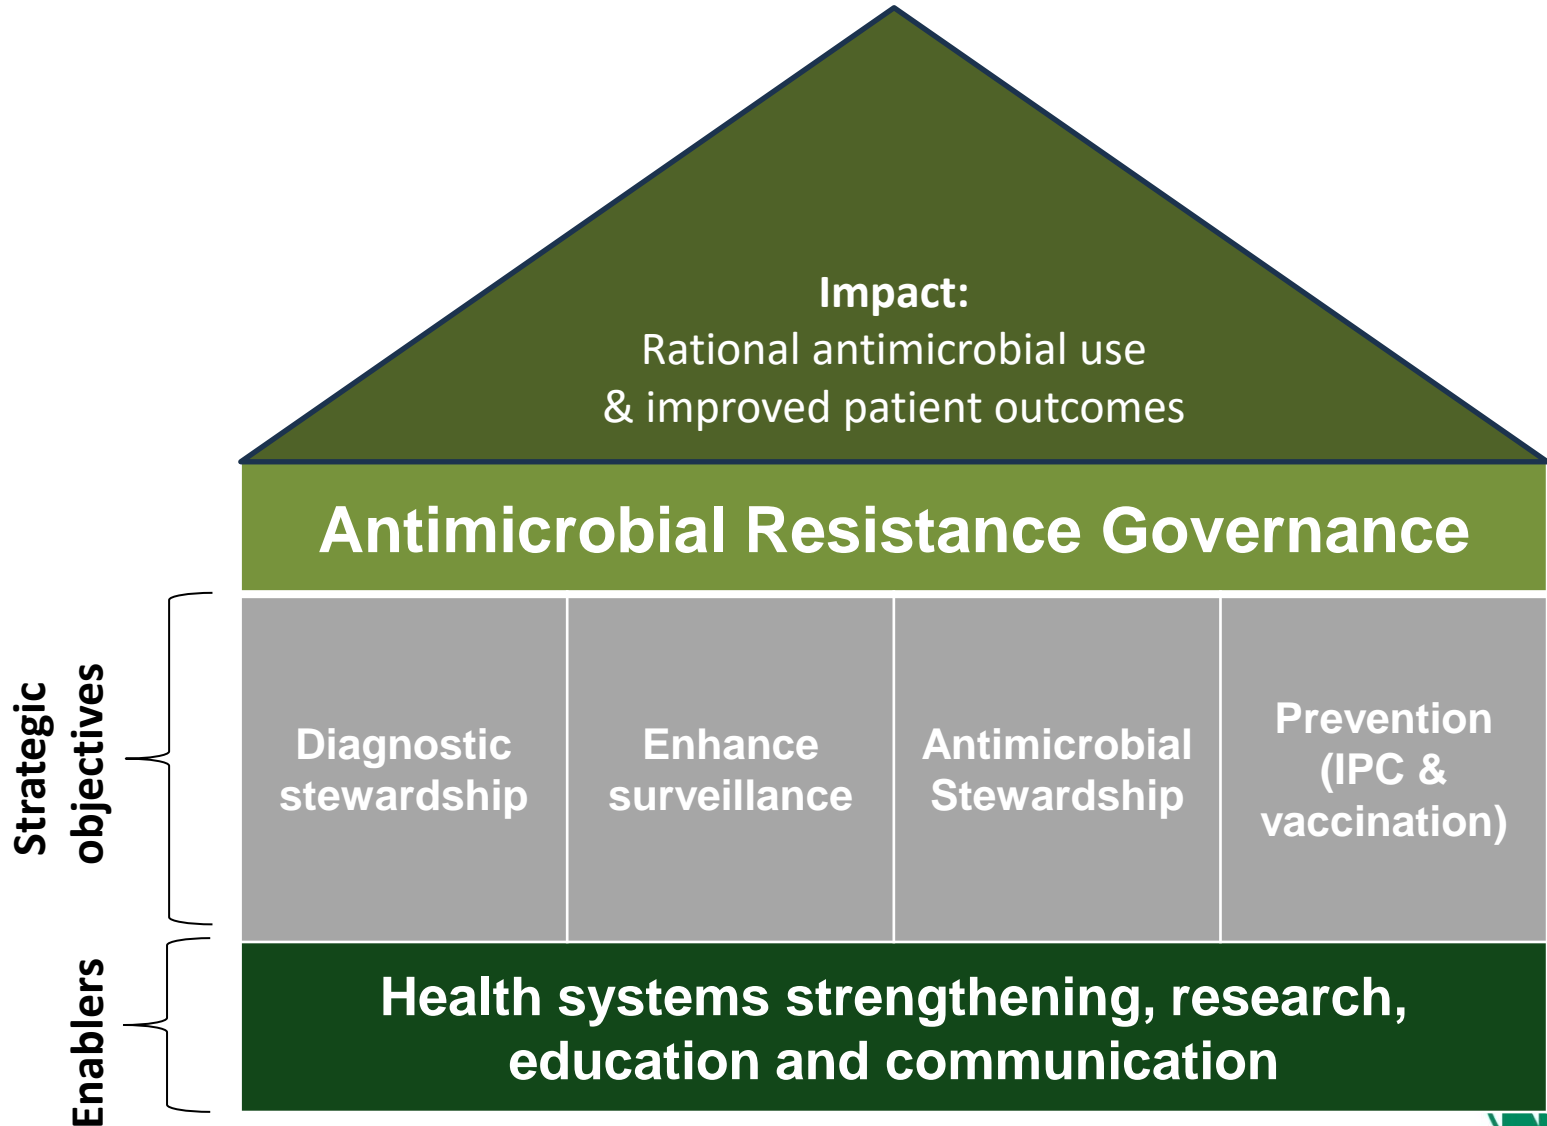 Impact:
Rational antimicrobial use
& improved patient outcomes
Antimicrobial Resistance Governance
Strategic
objectives
Diagnostic
stewardship
Enhance
surveillance
Antimicrobial
Stewardship
Prevention
(IPC &
vaccination)
Enablers
Health systems strengthening, research,
education and communication